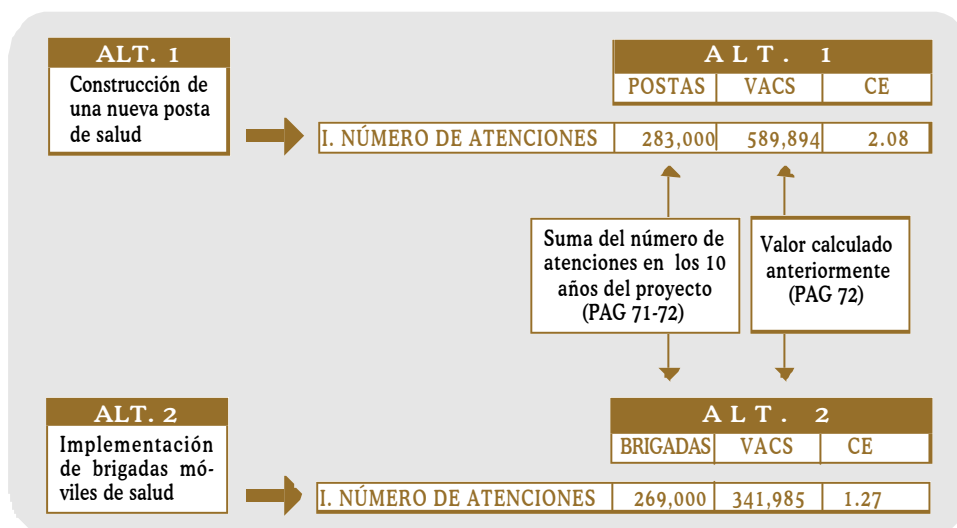 ALT. 1
Construcción de
una nueva posta
de salud
ALT. 1
POSTAS VACS CE
I. NÚMERO DE ATENCIONES 283,000 589,894 2.08
Suma del número de
atenciones en los 10
años del proyecto
(PAG 71-72)
Valor calculado
anteriormente
(PAG 72)
ALT. 2
Implementación
de brigadas mó-
viles de salud
ALT. 2
BRIGADAS VACS CE
I. NÚMERO DE ATENCIONES 269,000 341,985 1.27